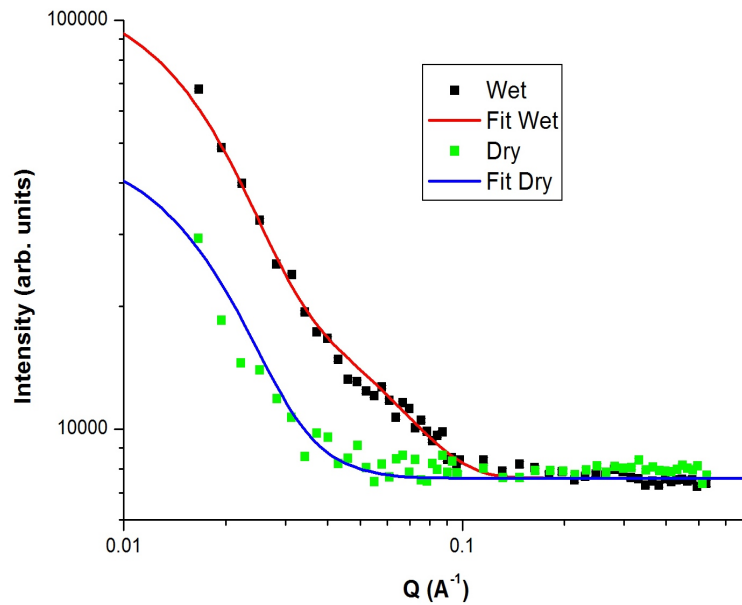 100000
Wet
Fit Wet
Dry
Fit Dry
Intensity (arb. units)
10000
0.01
0.1
Q (A⁻¹)